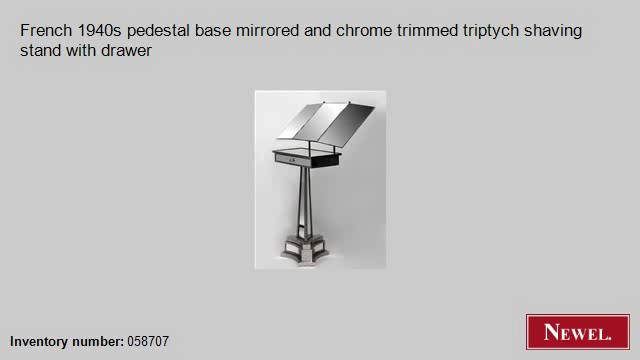 French 1940s pedestal base mirrored and chrome trimmed triptych shaving
stand with drawer
Inventory number: 058707
NEWEL.